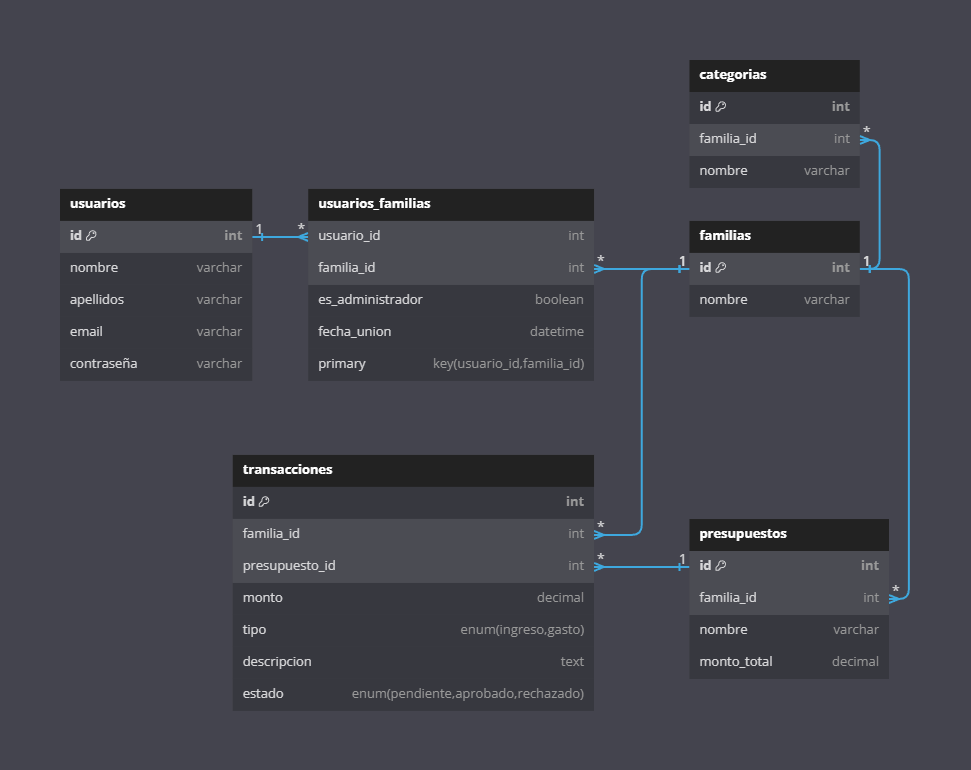 categorias
id int
familia_id int
nombre varchar
usuarios
id int
nombre varchar
apellidos varchar
email varchar
contraseña varchar
1 *
usuarios_familias
usuario_id int
familia_id int
es_administrador boolean
fecha_union datetime
primary key(usuario_id,familia_id)
* 1
familias
id int
nombre varchar
1 *
transacciones
id int
familia_id int
presupuesto_id int
monto decimal
tipo enum(ingreso,gasto)
descripcion text
estado enum(pendiente,aprobado,rechazado)
*
* 1
presupuestos
id int
familia_id int
nombre varchar
monto_total decimal
*